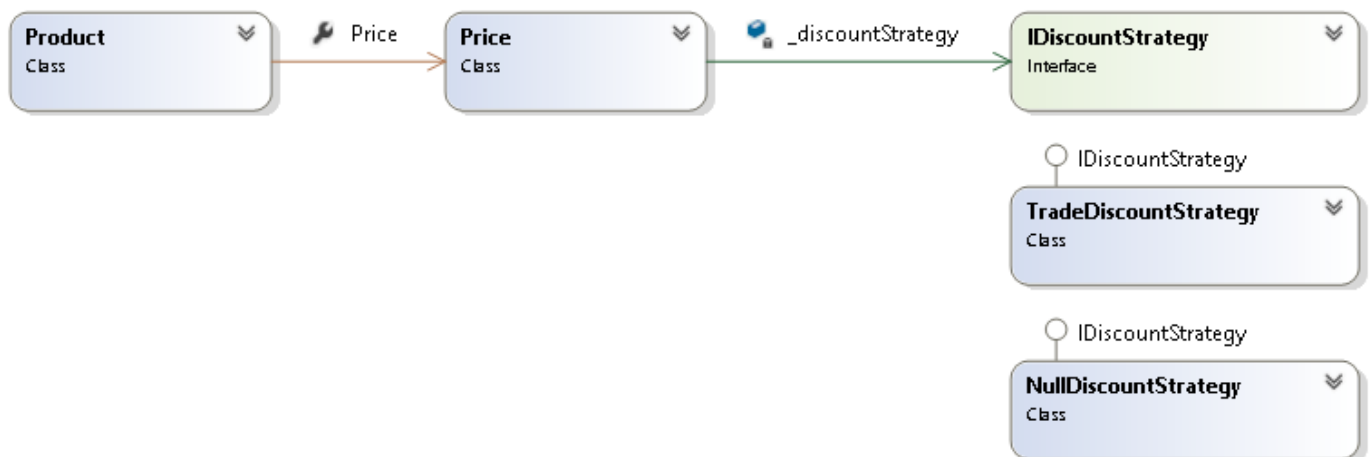 Product
Class
Price
Price
Class
_discountStrategy
IDiscountStrategy
Interface
IDiscountStrategy
TradeDiscountStrategy
Class
IDiscountStrategy
NullDiscountStrategy
Class